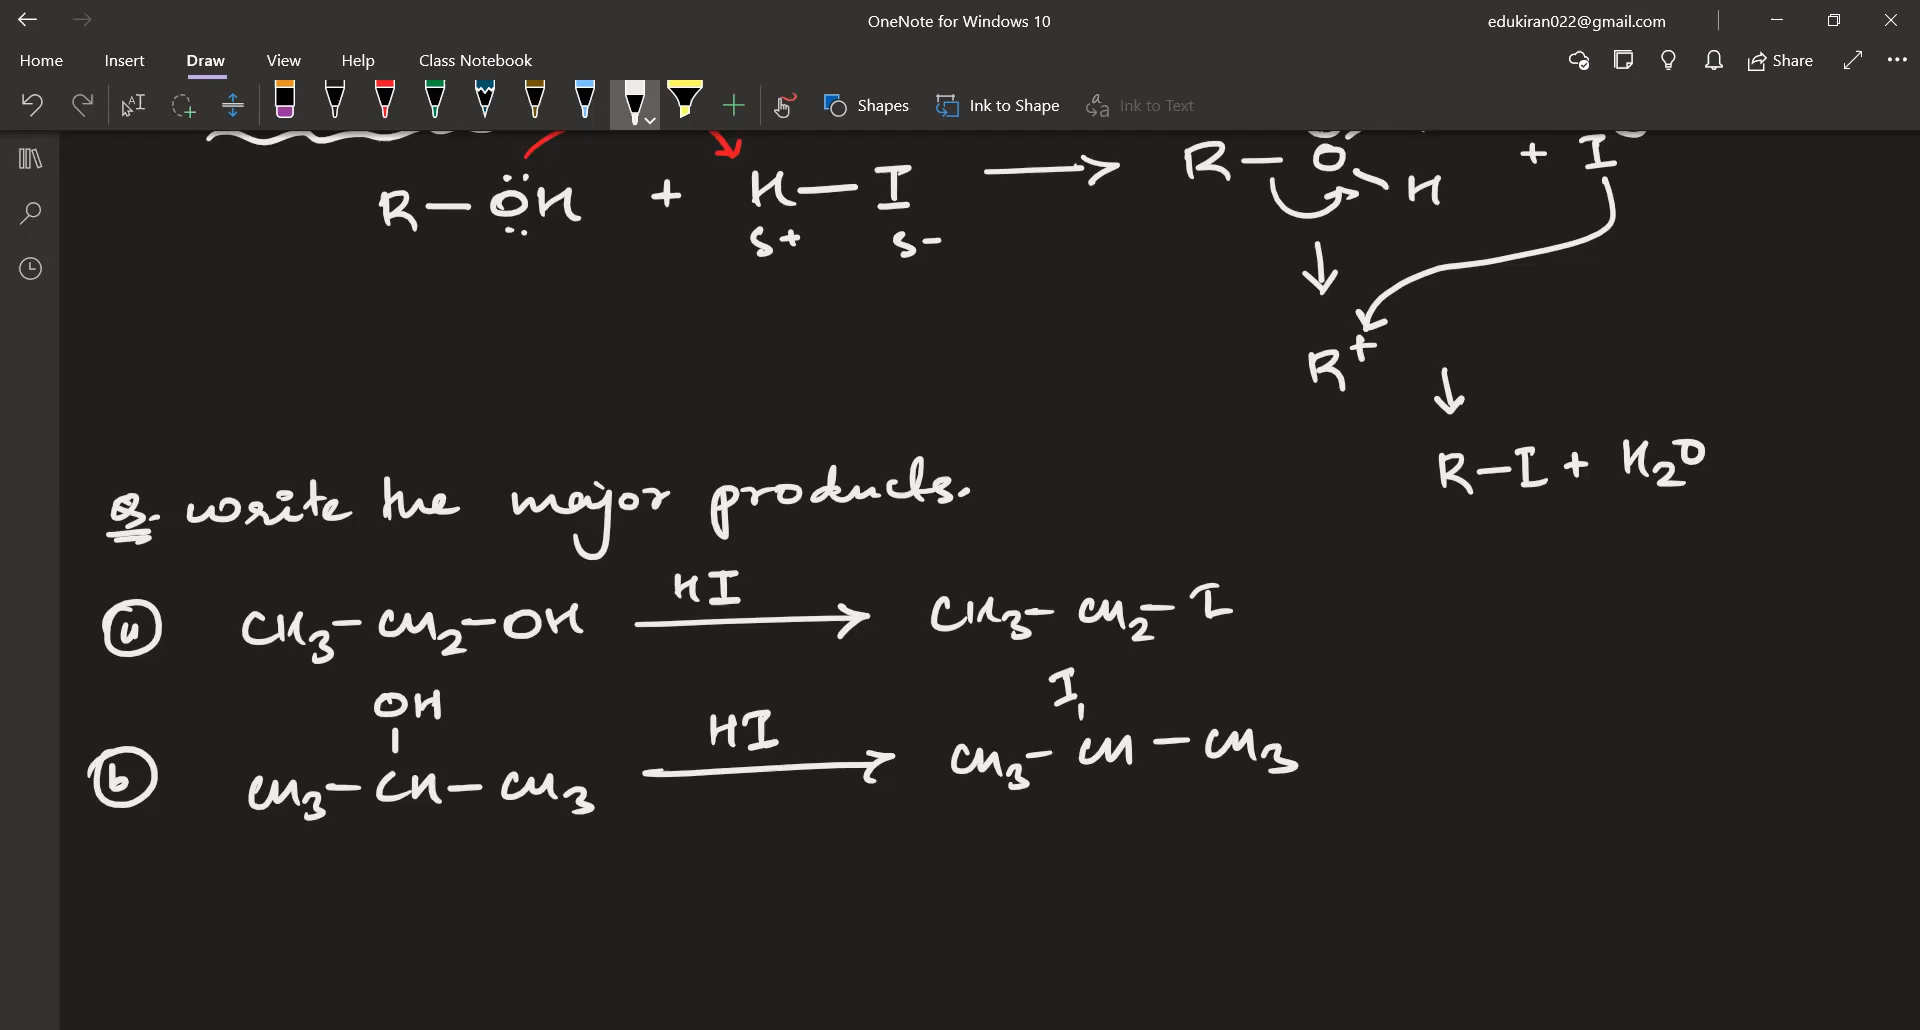 OneNote for Windows 10
edukiran022@gmail.com
Home Insert Draw View Help Class Notebook
Share
Shapes Ink to Shape Ink to Text
R–ÖH + H–I ⟶ R–O–H + I
δ+ δ–
R⁺
R–I + H₂O
Q. Write the major products.
(a) CH₃–CH₂–OH —HI→ CH₃–CH₂–I
OH I
(b) CH₃–CH–CH₃ —HI→ CH₃–CH–CH₃